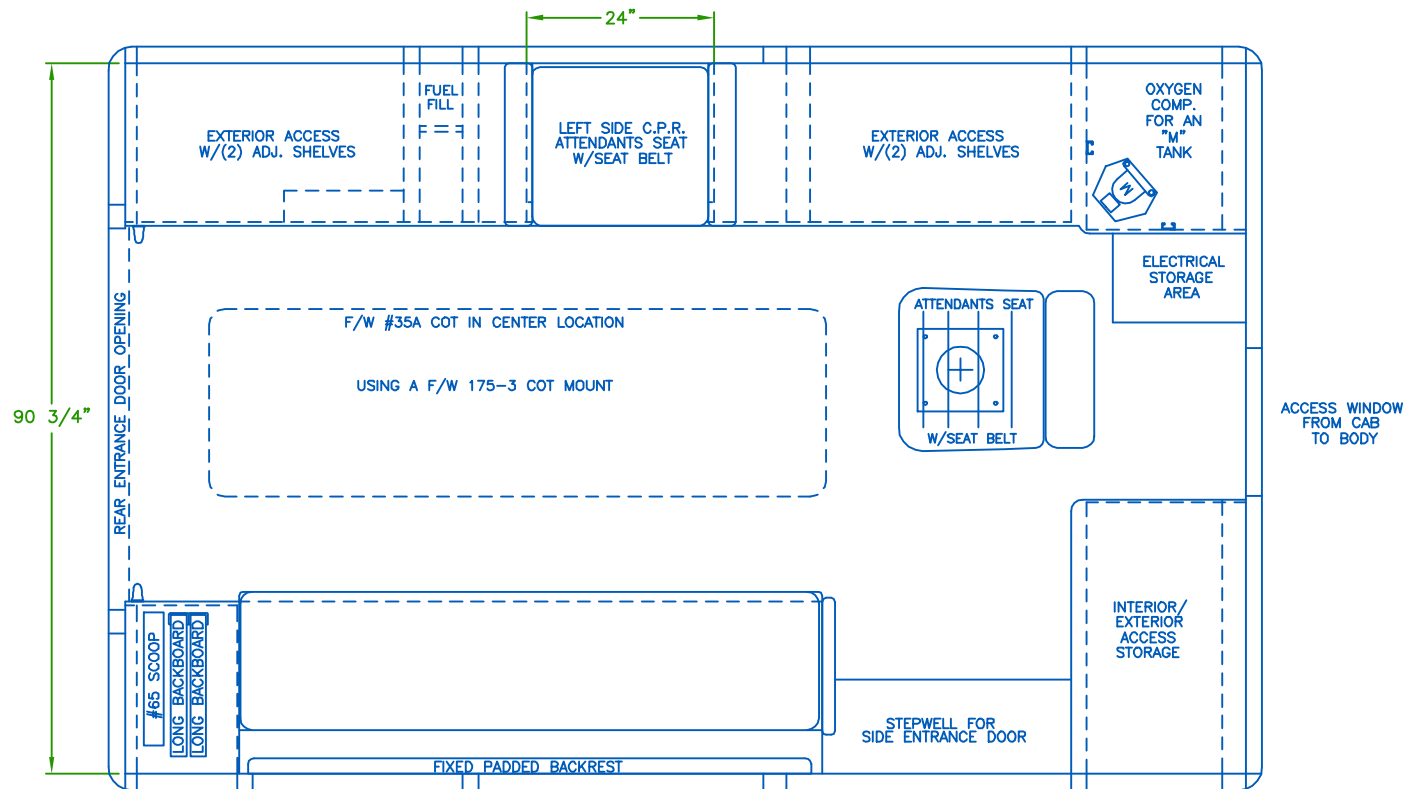 24"
FUEL
FILL
OXYGEN
COMP.
FOR AN
"M"
TANK
EXTERIOR ACCESS
W/(2) ADJ. SHELVES
LEFT SIDE C.P.R.
ATTENDANTS SEAT
W/SEAT BELT
EXTERIOR ACCESS
W/(2) ADJ. SHELVES
M
ELECTRICAL
STORAGE
AREA
REAR ENTRANCE DOOR OPENING
F/W #35A COT IN CENTER LOCATION
USING A F/W 175-3 COT MOUNT
ATTENDANTS SEAT
W/SEAT BELT
90 3/4"
ACCESS WINDOW
FROM CAB
TO BODY
#65 SCOOP
LONG BACKBOARD
LONG BACKBOARD
INTERIOR/
EXTERIOR
ACCESS
STORAGE
STEPWELL FOR
SIDE ENTRANCE DOOR
FIXED PADDED BACKREST